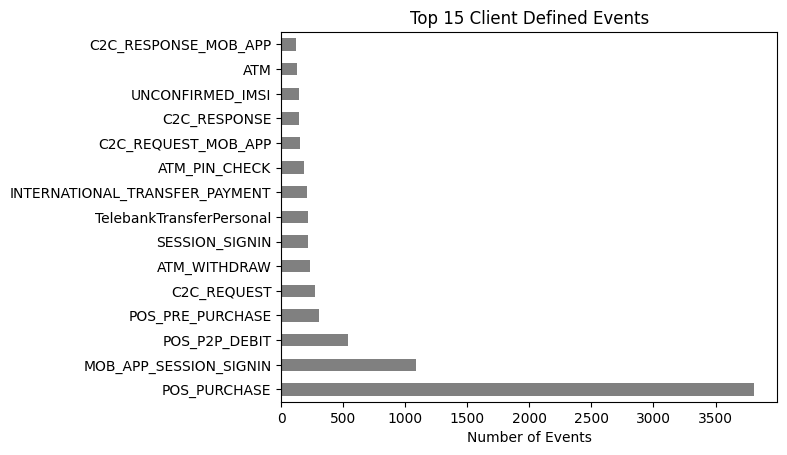 Top 15 Client Defined Events
C2C_RESPONSE_MOB_APP
ATM
UNCONFIRMED_IMSI
C2C_RESPONSE
C2C_REQUEST_MOB_APP
ATM_PIN_CHECK
INTERNATIONAL_TRANSFER_PAYMENT
TelebankTransferPersonal
SESSION_SIGNIN
ATM_WITHDRAW
C2C_REQUEST
POS_PRE_PURCHASE
POS_P2P_DEBIT
MOB_APP_SESSION_SIGNIN
POS_PURCHASE
0 500 1000 1500 2000 2500 3000 3500
Number of Events